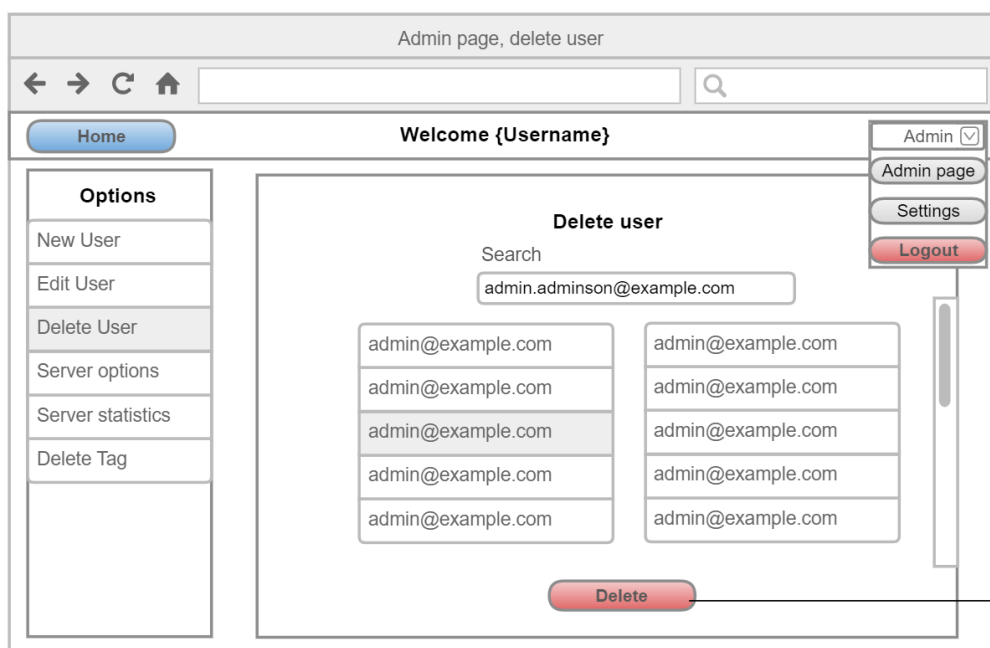 Admin page, delete user
Home
Welcome {Username}
Admin
Admin page
Settings
Logout
Options
New User
Edit User
Delete User
Server options
Server statistics
Delete Tag
Delete user
Search
admin.adminson@example.com
admin@example.com
admin@example.com
admin@example.com
admin@example.com
admin@example.com
admin@example.com
admin@example.com
admin@example.com
admin@example.com
admin@example.com
Delete